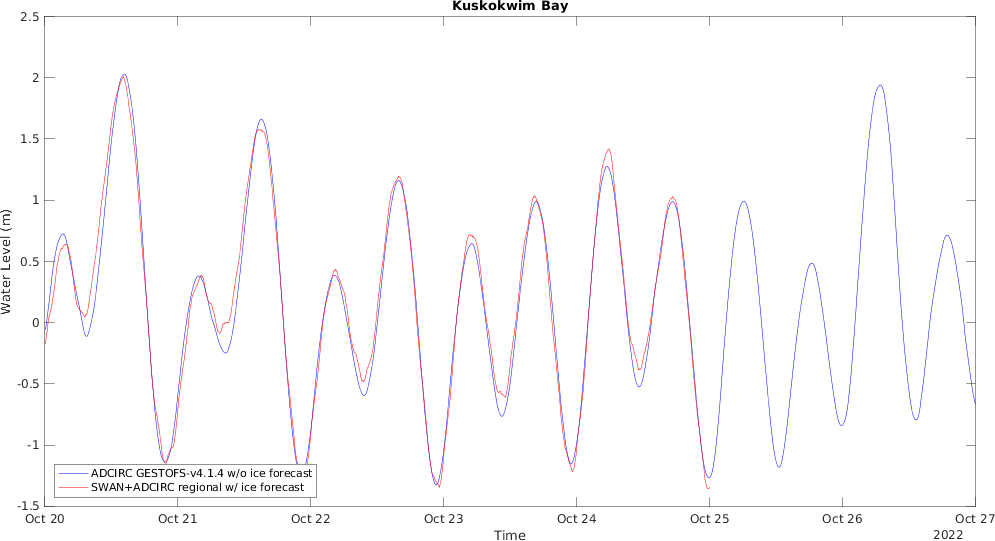 Kuskokwim Bay
2.5
2
1.5
1
0.5
0
-0.5
-1
-1.5
Water Level (m)
ADCIRC GESTOFS-v4.1.4 w/o ice forecast
SWAN+ADCIRC regional w/ ice forecast
Oct 20 Oct 21 Oct 22 Oct 23 Oct 24 Oct 25 Oct 26 Oct 27
Time
2022